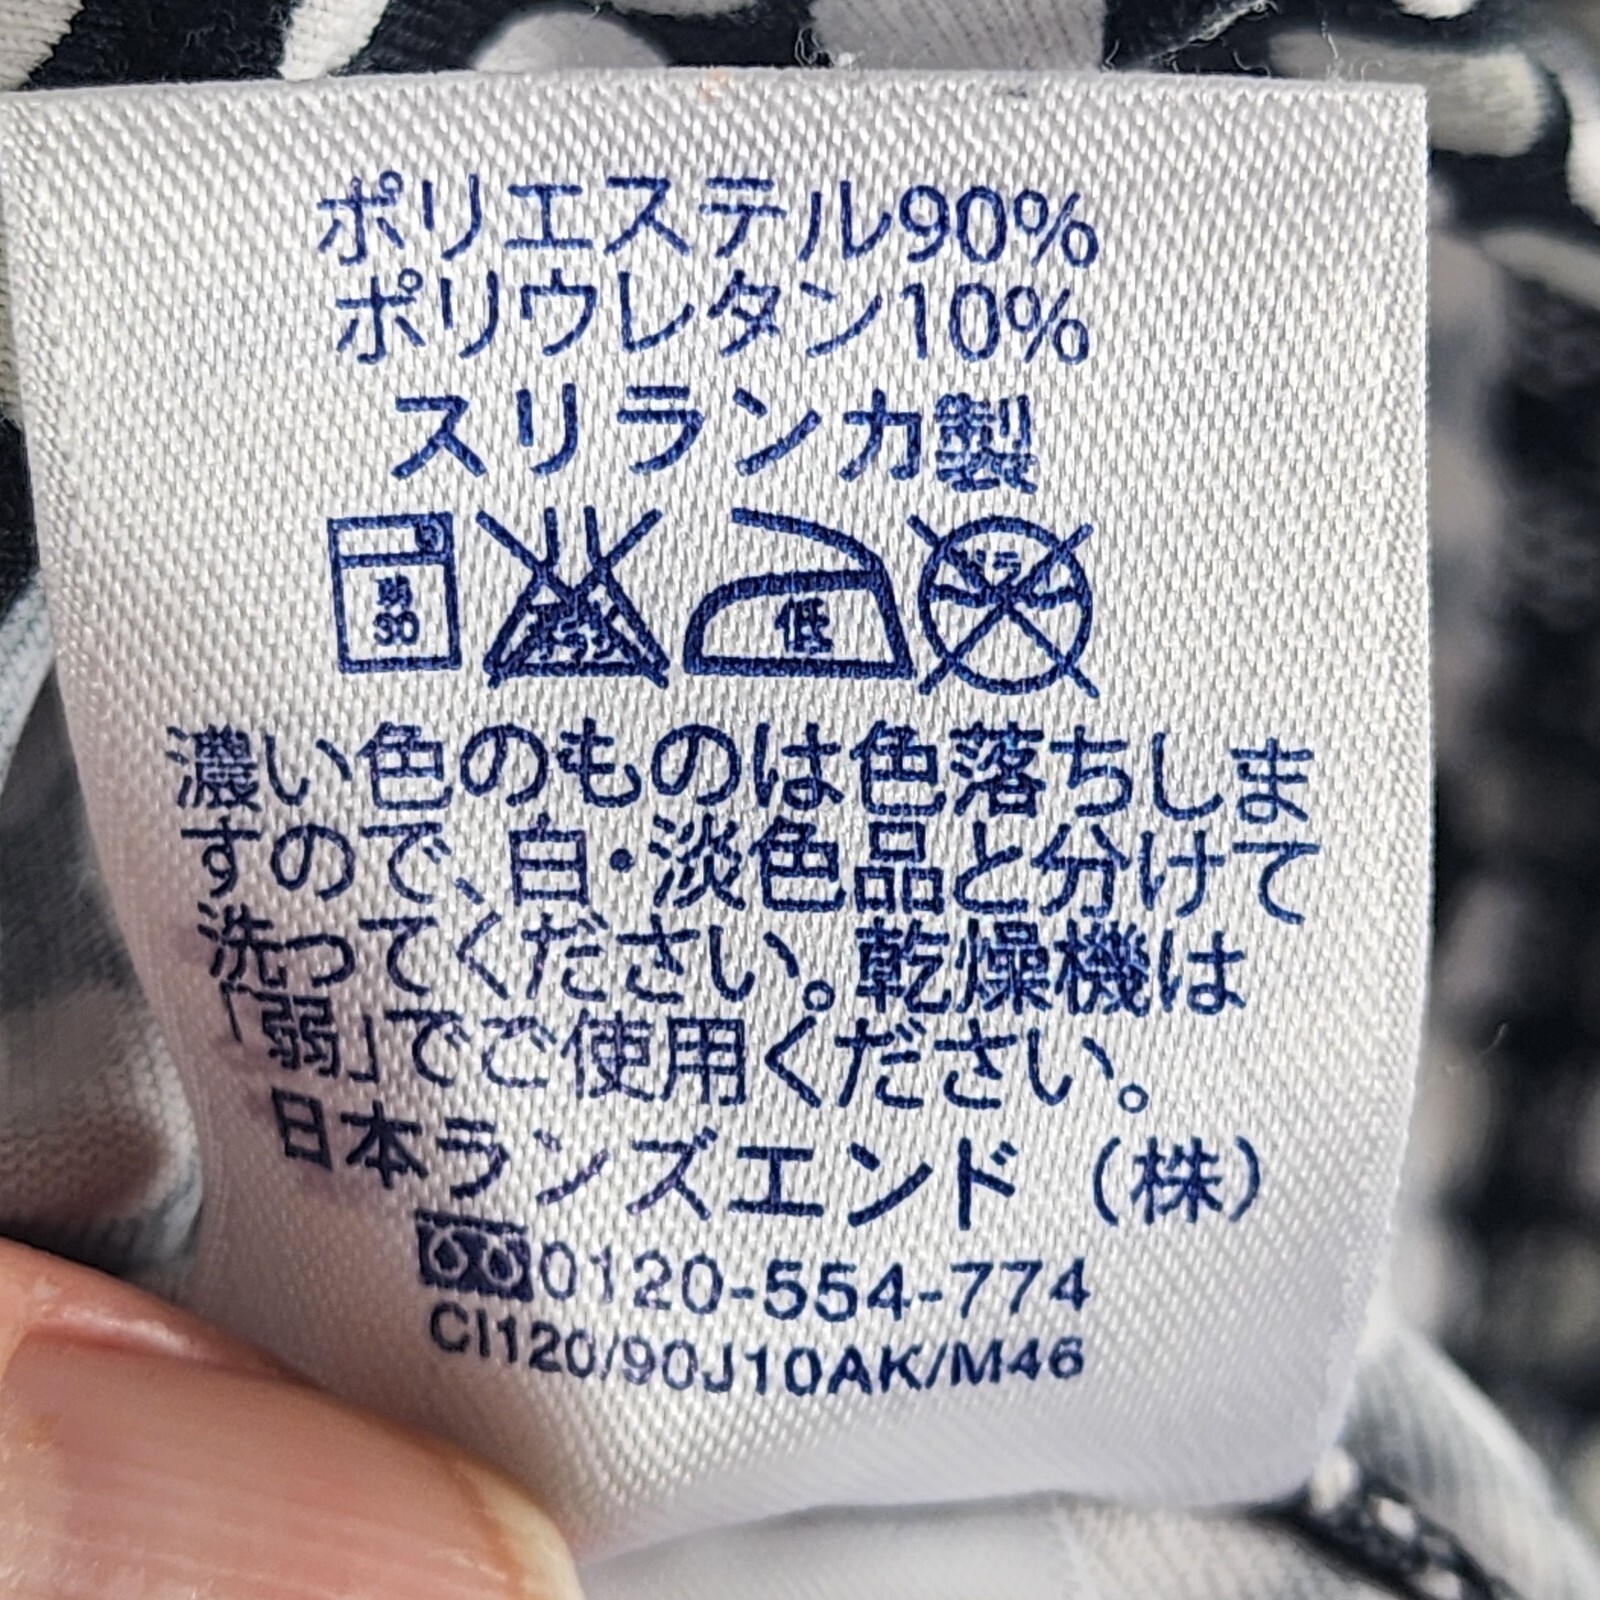 ポリエステル90%
ポリウレタン10%
スリランカ製
弱 30 低
濃い色のものは色落ちしま
すので、白・淡色品と分けて
洗ってください。乾燥機は
「弱」でご使用ください。
日本ランズエンド（株）
0120-554-774
CI120/90J10AK/M46